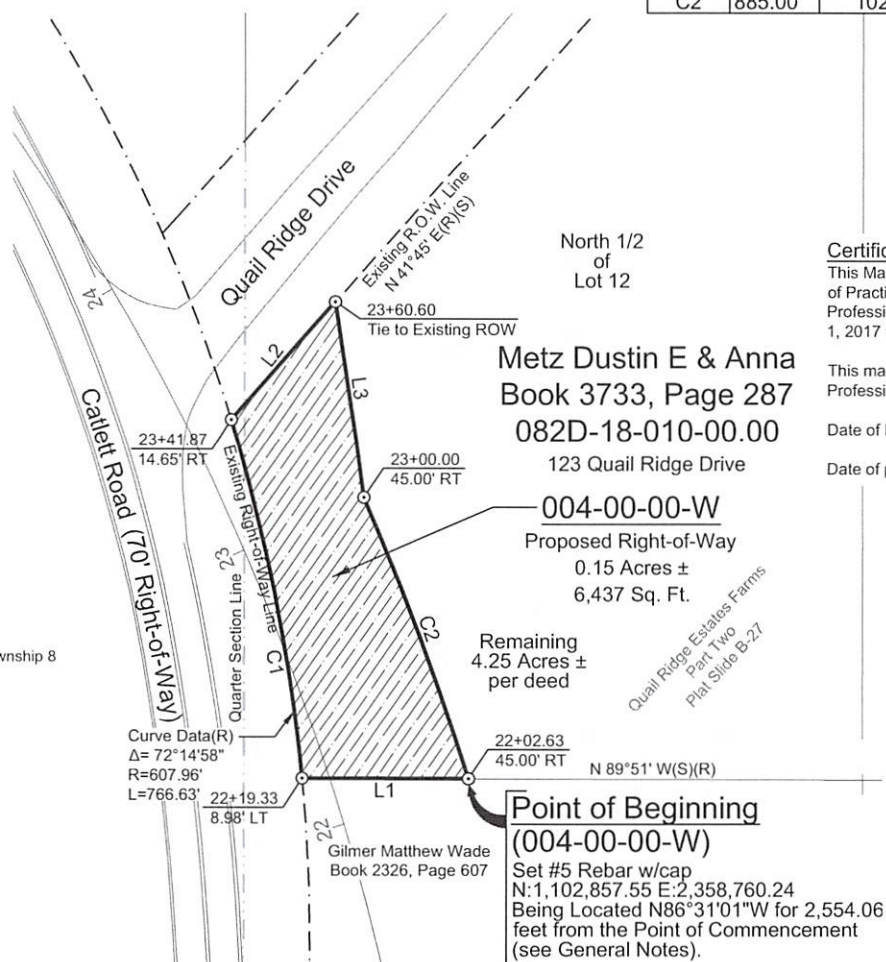 C2 885.00' 102
Quail Ridge Drive
Existing R.O.W. Line
N 41°45' E(R)(S)
North 1/2
of
Lot 12
Certific
This Ma
of Practi
Professi
1, 2017
This ma
Professi
Date of
Date of
24
23+60.60
Tie to Existing ROW
L2
L3
Metz Dustin E & Anna
Book 3733, Page 287
082D-18-010-00.00
123 Quail Ridge Drive
23+41.87
14.65' RT
23+00.00
45.00' RT
004-00-00-W
Proposed Right-of-Way
0.15 Acres ±
6,437 Sq. Ft.
Catlett Road (70' Right-of-Way)
Existing Right-of-Way Line
23
Quarter Section Line
C1
C2
Remaining
4.25 Acres ±
per deed
Quail Ridge Estates Farms
Part Two
Plat Slide B-27
wnship 8
Curve Data(R)
Δ= 72°14'58"
R=607.96'
L=766.63'
22+19.33
8.98' LT
22+02.63
45.00' RT
N 89°51' W(S)(R)
L1
22
Gilmer Matthew Wade
Book 2326, Page 607
Point of Beginning
(004-00-00-W)
Set #5 Rebar w/cap
N:1,102,857.55 E:2,358,760.24
Being Located N86°31'01"W for 2,554.06
feet from the Point of Commencement
(see General Notes).